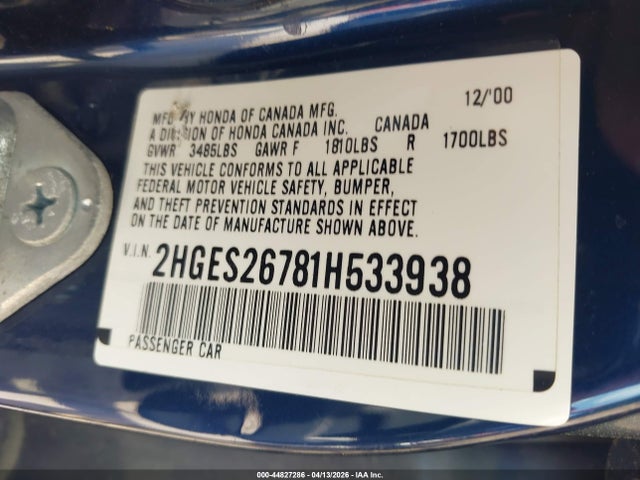 MFD BY HONDA OF CANADA MFG. 12/'00
A DIVISION OF HONDA CANADA INC. CANADA
GVWR 3485LBS GAWR F 1810LBS R 1700LBS
THIS VEHICLE CONFORMS TO ALL APPLICABLE
FEDERAL MOTOR VEHICLE SAFETY, BUMPER,
AND THEFT PREVENTION STANDARDS IN EFFECT
ON THE DATE OF MANUFACTURE SHOWN ABOVE.
V.I.N. 2HGES26781H533938
PASSENGER CAR
000-44827286 - 04/13/2026 - IAA Inc.